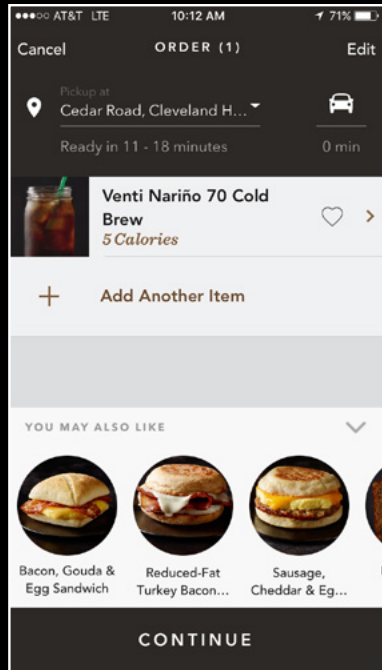 AT&T LTE 10:12 AM 71%
Cancel ORDER (1) Edit
Pickup at
Cedar Road, Cleveland H...
Ready in 11 - 18 minutes 0 min
Venti Nariño 70 Cold
Brew
5 Calories
+ Add Another Item
YOU MAY ALSO LIKE
Bacon, Gouda &
Egg Sandwich
Reduced-Fat
Turkey Bacon...
Sausage,
Cheddar & Eg...
CONTINUE